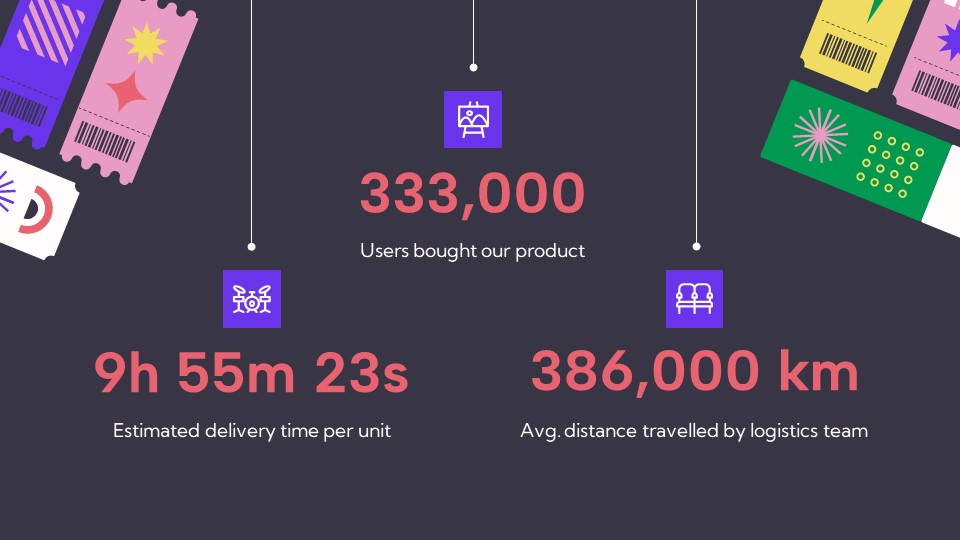 333,000
Users bought our product
9h 55m 23s
Estimated delivery time per unit
386,000 km
Avg. distance travelled by logistics team